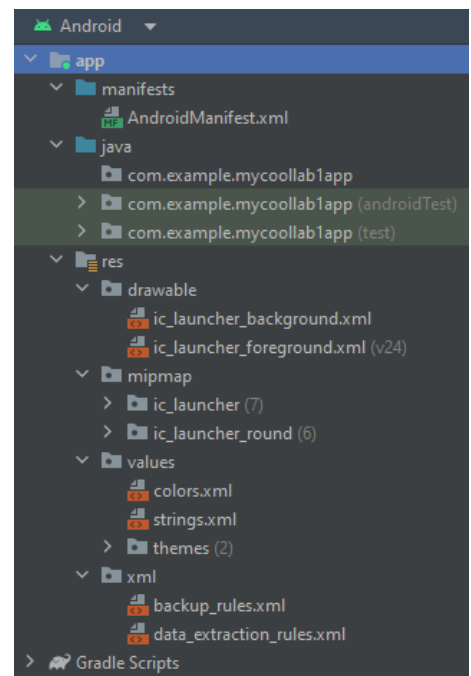 Android
app
manifests
MF AndroidManifest.xml
java
com.example.mycoollab1app
com.example.mycoollab1app (androidTest)
com.example.mycoollab1app (test)
res
drawable
ic_launcher_background.xml
ic_launcher_foreground.xml (v24)
mipmap
ic_launcher (7)
ic_launcher_round (6)
values
colors.xml
strings.xml
themes (2)
xml
backup_rules.xml
data_extraction_rules.xml
Gradle Scripts